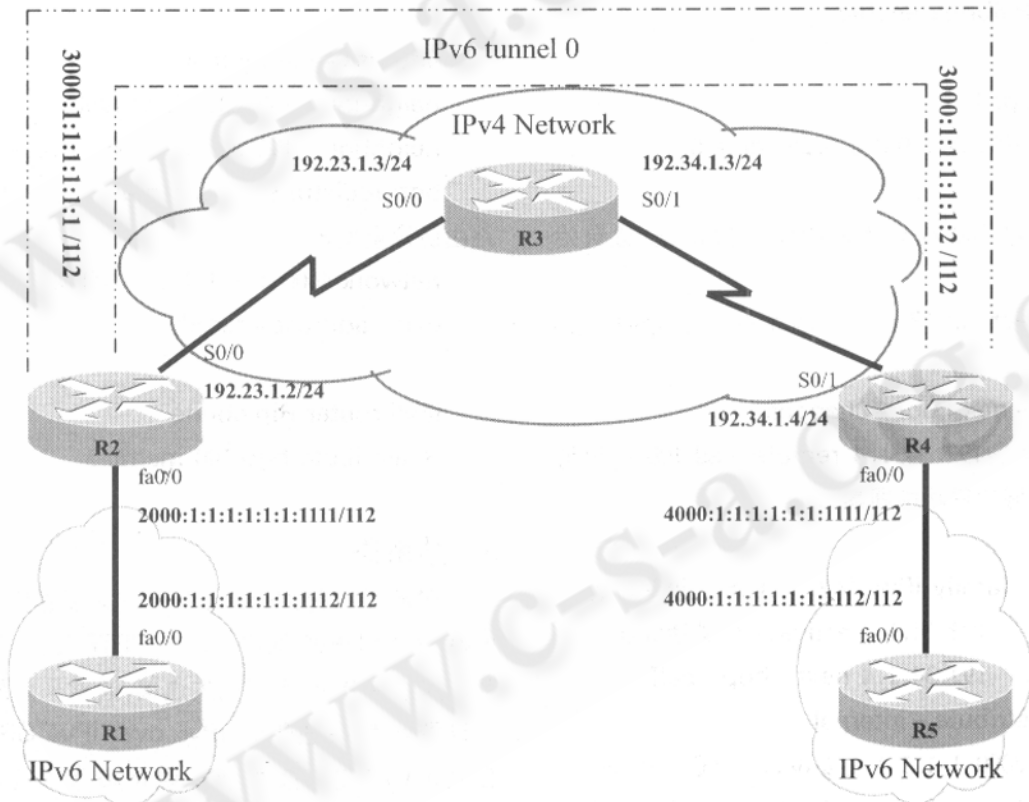 IPv6 tunnel 0
3000:1:1:1:1:1:1:1 /112
3000:1:1:1:1:1:1:2 /112
IPv4 Network
192.23.1.3/24
192.34.1.3/24
S0/0
S0/1
R3
S0/0
192.23.1.2/24
S0/1
192.34.1.4/24
R2
R4
fa0/0
fa0/0
2000:1:1:1:1:1:1:1111/112
4000:1:1:1:1:1:1:1111/112
2000:1:1:1:1:1:1:1112/112
4000:1:1:1:1:1:1:1112/112
fa0/0
fa0/0
R1
R5
IPv6 Network
IPv6 Network
www.c-s-a.org.c
www.c-s-a